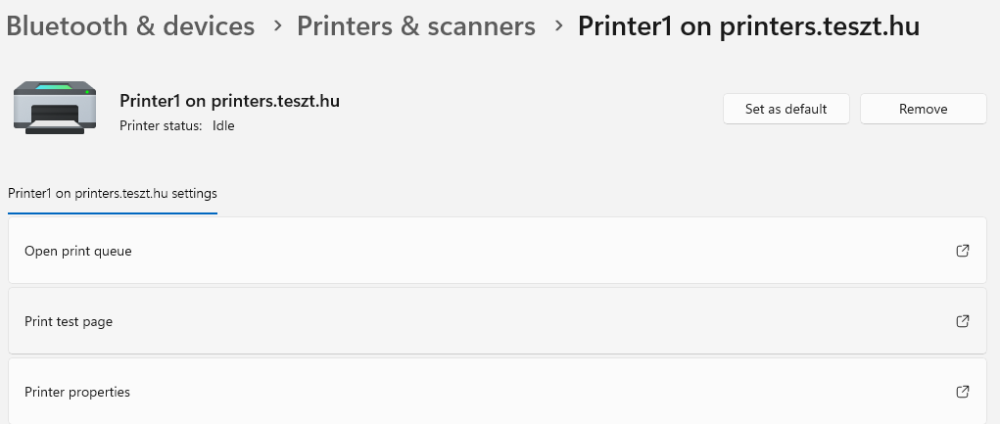 Bluetooth & devices > Printers & scanners > Printer1 on printers.teszt.hu
Printer1 on printers.teszt.hu
Printer status: Idle
Set as default
Remove
Printer1 on printers.teszt.hu settings
Open print queue
Print test page
Printer properties